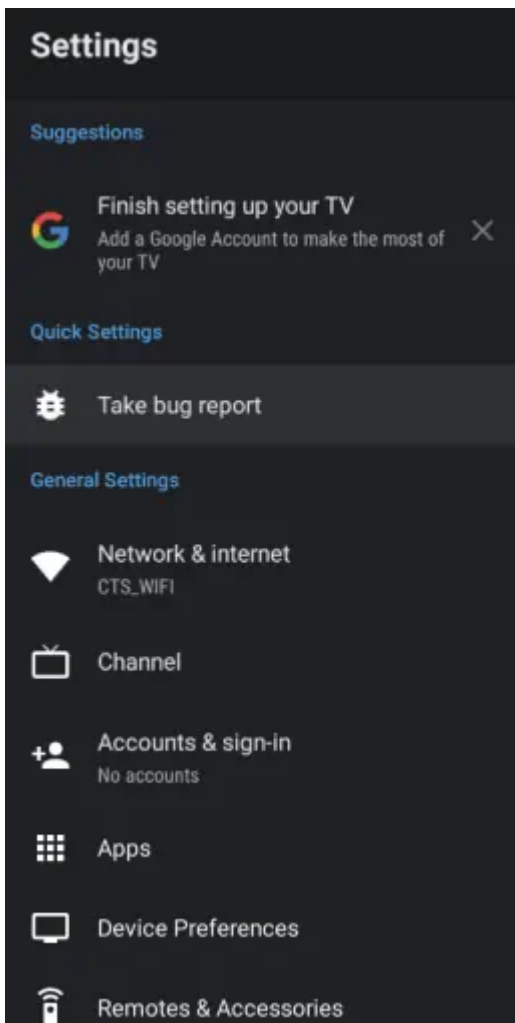 Settings
Suggestions
Finish setting up your TV
Add a Google Account to make the most of
your TV
Quick Settings
Take bug report
General Settings
Network & internet
CTS_WIFI
Channel
Accounts & sign-in
No accounts
Apps
Device Preferences
Remotes & Accessories